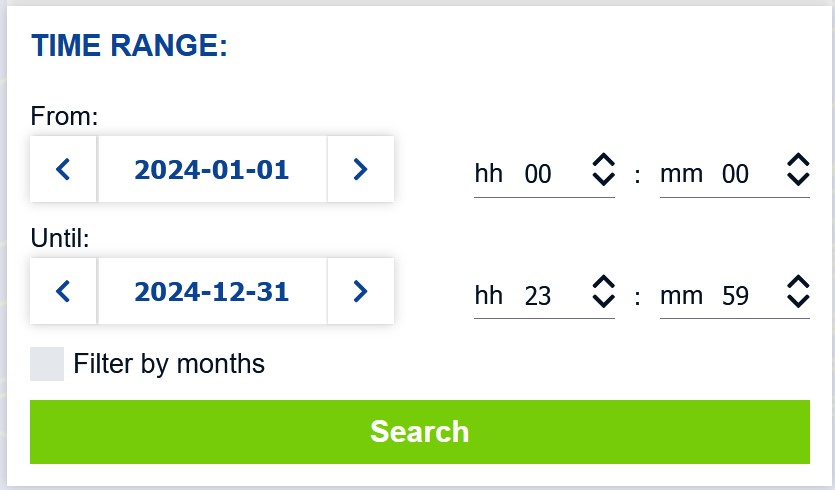 TIME RANGE:
From:
2024-01-01 hh 00 : mm 00
Until:
2024-12-31 hh 23 : mm 59
Filter by months
Search